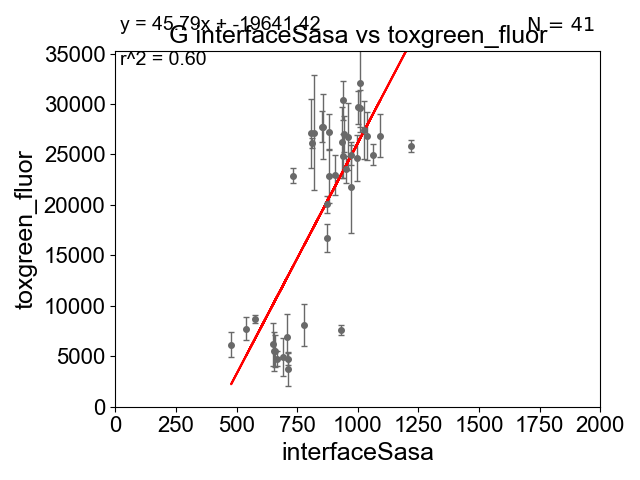 y = 45.79x + -19641.42
N = 41
G interfaceSasa vs toxgreen_fluor
r^2 = 0.60
35000
30000
25000
20000
15000
10000
5000
0
toxgreen_fluor
0 250 500 750 1000 1250 1500 1750 2000
interfaceSasa